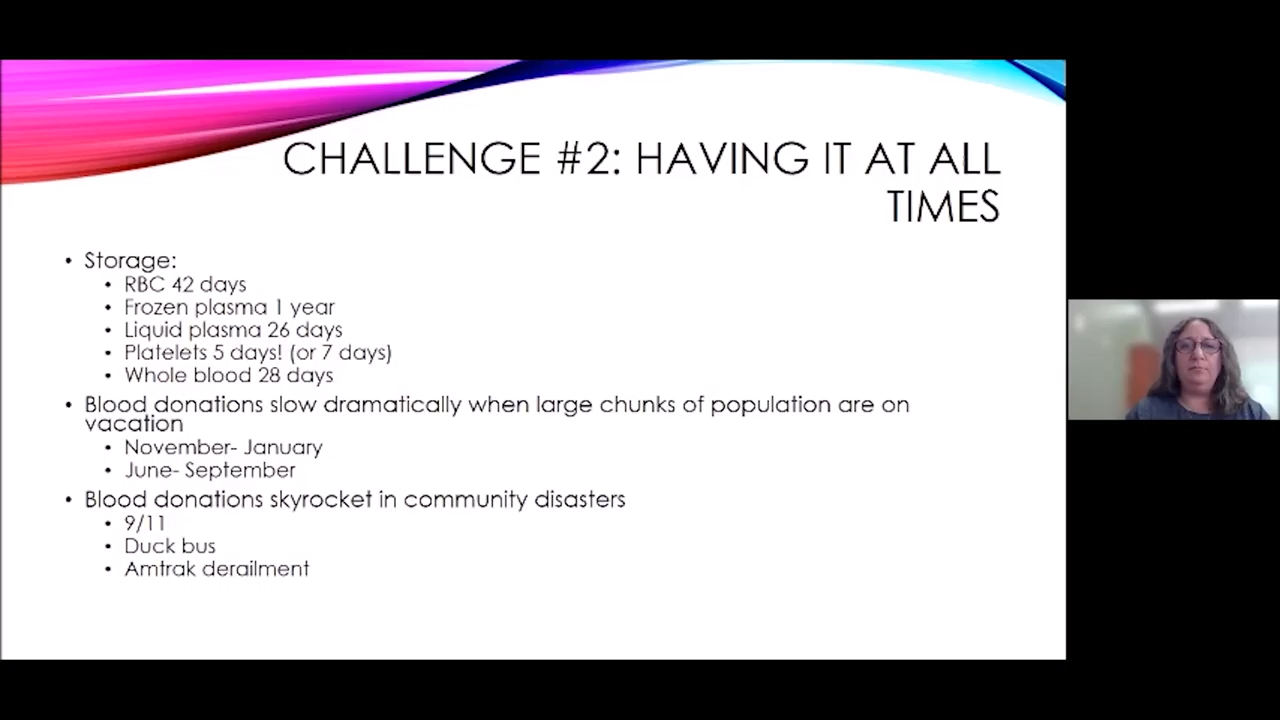 CHALLENGE #2: HAVING IT AT ALL
TIMES
• Storage:
• RBC 42 days
• Frozen plasma 1 year
• Liquid plasma 26 days
• Platelets 5 days! (or 7 days)
• Whole blood 28 days
• Blood donations slow dramatically when large chunks of population are on
vacation
• November- January
• June- September
• Blood donations skyrocket in community disasters
• 9/11
• Duck bus
• Amtrak derailment